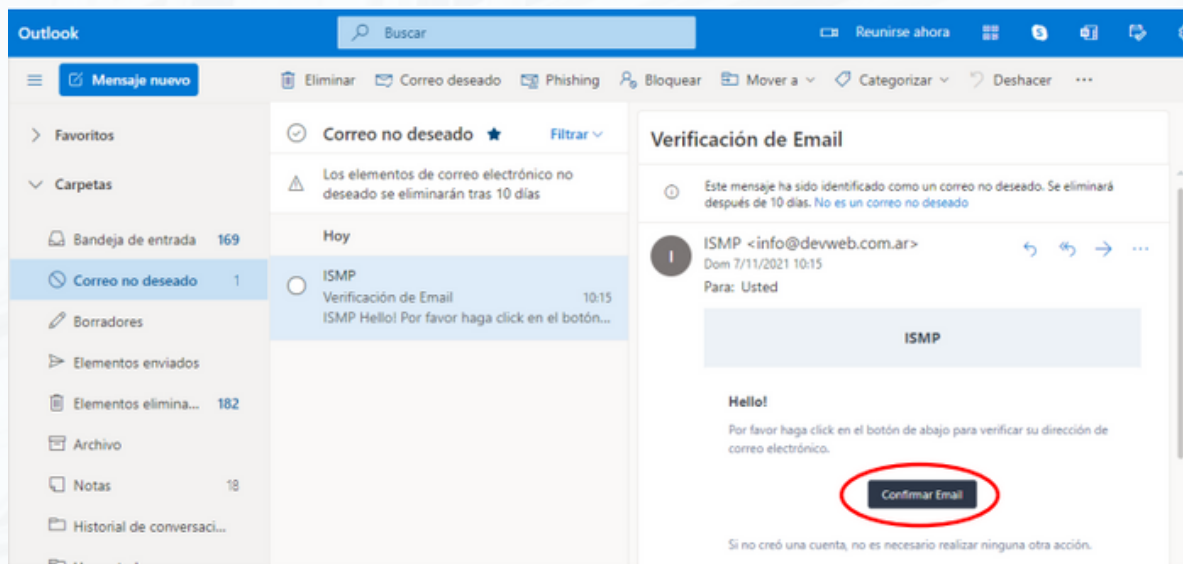 Outlook
Buscar
Reunirse ahora
Mensaje nuevo
Eliminar
Correo deseado
Phishing
Bloquear
Mover a
Categorizar
Deshacer
Favoritos
Carpetas
Bandeja de entrada 169
Correo no deseado 1
Borradores
Elementos enviados
Elementos elimina... 182
Archivo
Notas 18
Historial de conversaci...
Correo no deseado
Filtrar
Los elementos de correo electrónico no
deseado se eliminarán tras 10 días
Hoy
ISMP
Verificación de Email 10:15
ISMP Hello! Por favor haga click en el botón...
Verificación de Email
Este mensaje ha sido identificado como un correo no deseado. Se eliminará
después de 10 días. No es un correo no deseado
I
ISMP <info@devweb.com.ar>
Dom 7/11/2021 10:15
Para: Usted
ISMP
Hello!
Por favor haga click en el botón de abajo para verificar su dirección de
correo electrónico.
Confirmar Email
Si no creó una cuenta, no es necesario realizar ninguna otra acción.